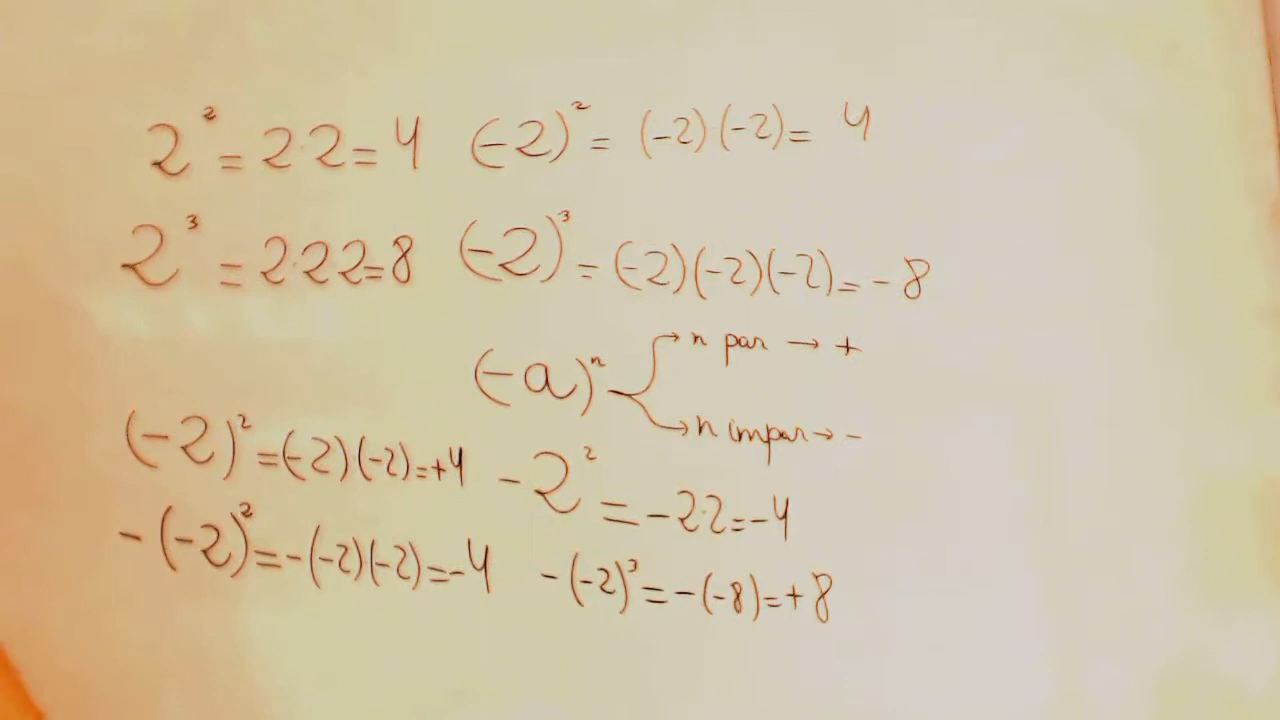 2² = 2·2 = 4 (-2)² = (-2)(-2) = 4
2³ = 2·2·2 = 8 (-2)³ = (-2)(-2)(-2) = -8
(-a)ⁿ → n par → +
→ n impar → -
(-2)² = (-2)(-2) = +4 -2² = -2·2 = -4
-(-2)² = -(-2)(-2) = -4 -(-2)³ = -(-8) = +8